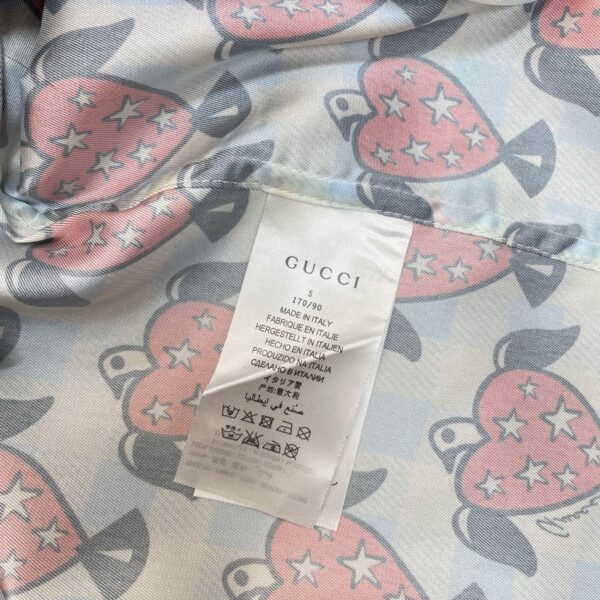 GUCCI
S
170/90
MADE IN ITALY
FABRIQUE EN ITALIE
HERGESTELLT IN ITALIEN
HECHO EN ITALIA
PRODUZIDO NA ITALIA
СДЕЛАНО В ИТАЛИИ
イタリア製
产地:意大利
صنع في إيطاليا